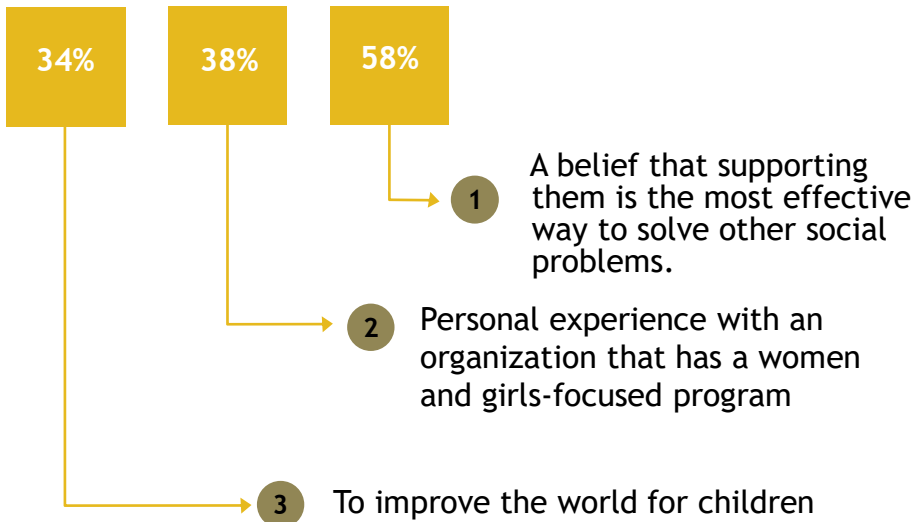 34%
38%
58%
1
A belief that supporting
them is the most effective
way to solve other social
problems.
2
Personal experience with an
organization that has a women
and girls-focused program
3
To improve the world for children